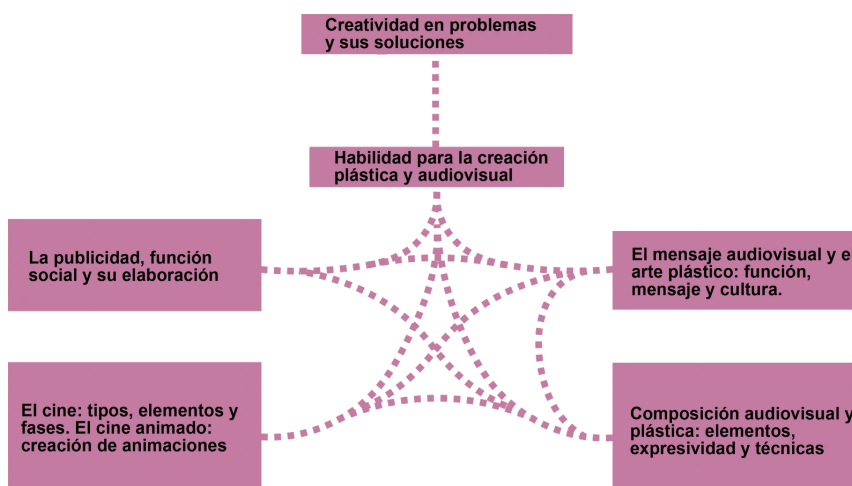 Creatividad en problemas
y sus soluciones
Habilidad para la creación
plástica y audiovisual
La publicidad, función
social y su elaboración
El mensaje audiovisual y e
arte plástico: función,
mensaje y cultura.
El cine: tipos, elementos y
fases. El cine animado:
creación de animaciones
Composición audiovisual y
plástica: elementos,
expresividad y técnicas